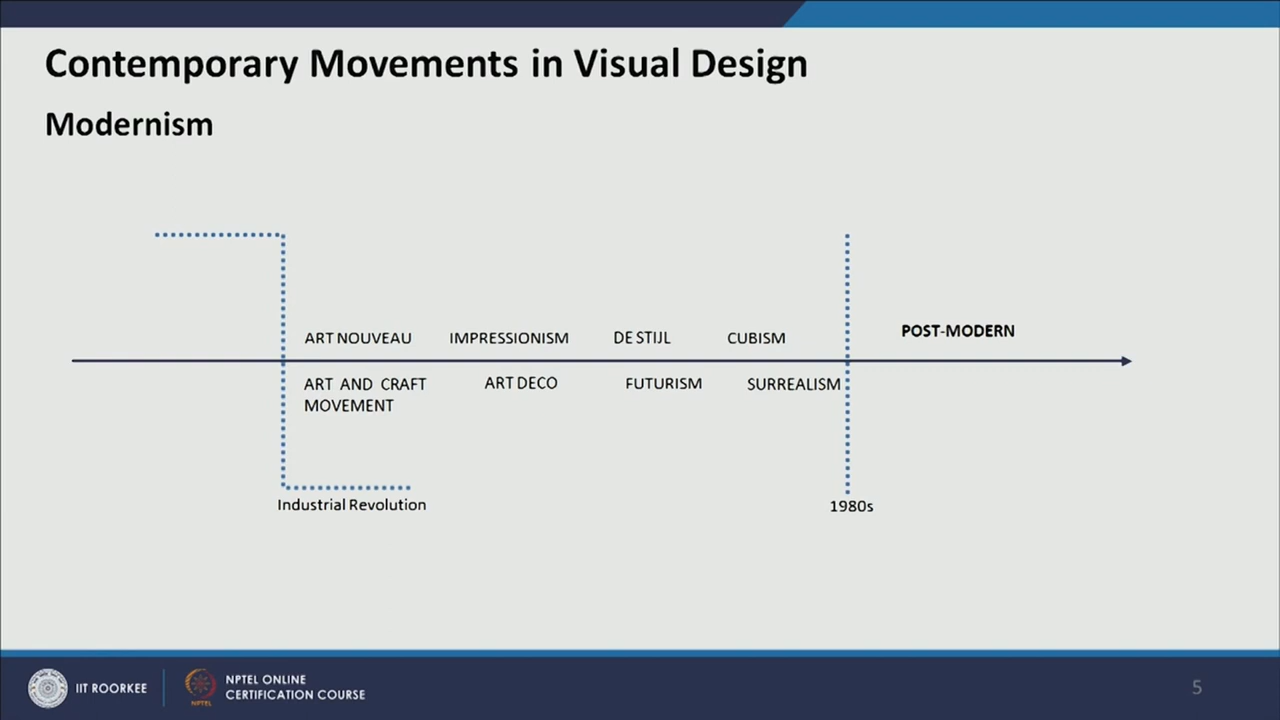 Contemporary Movements in Visual Design
Modernism
ART NOUVEAU IMPRESSIONISM DE STIJL CUBISM
POST-MODERN
ART AND CRAFT
MOVEMENT
ART DECO FUTURISM SURREALISM
Industrial Revolution
1980s
IIT ROORKEE
NPTEL
NPTEL ONLINE
CERTIFICATION COURSE
5